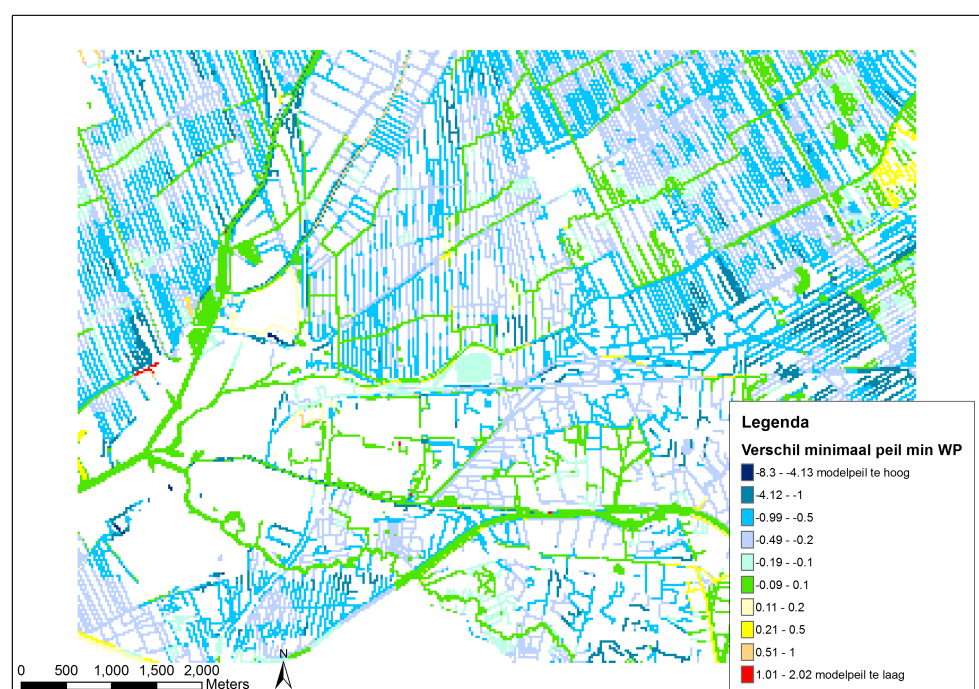 Legenda
Verschil minimaal peil min WP
-8.3 - -4.13 modelpeil te hoog
-4.12 - -1
-0.99 - -0.5
-0.49 - -0.2
-0.19 - -0.1
-0.09 - 0.1
0.11 - 0.2
0.21 - 0.5
0.51 - 1
1.01 - 2.02 modelpeil te laag
0 500 1,000 1,500 2,000
Meters
N